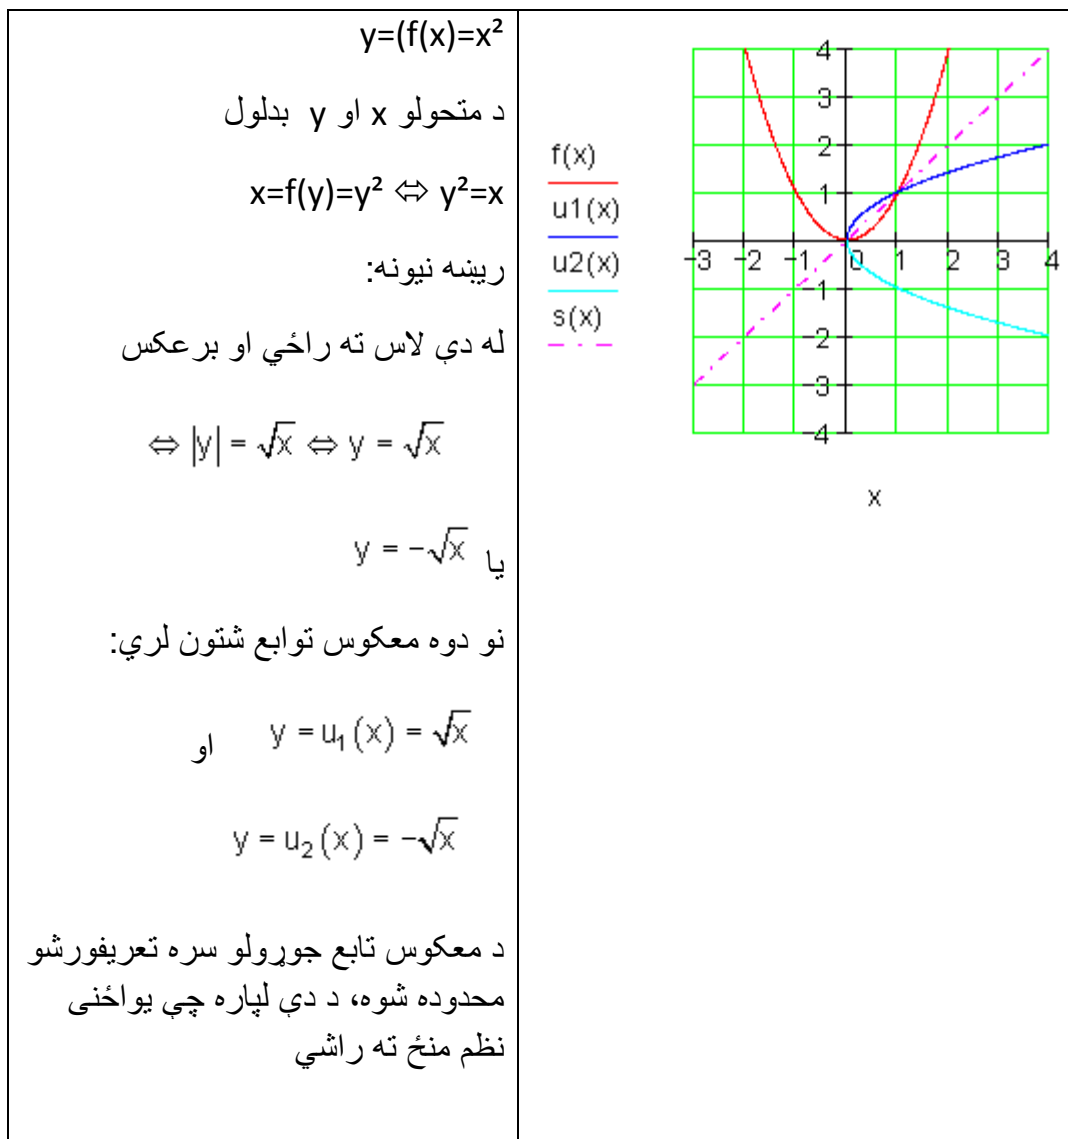 y=(f(x)=x²
د متحولو x او y بدلول
x=f(y)=y² ⇔ y²=x
ريښه نيونه:
له دې لاس ته راځي او برعکس
⇔ |y| = √x ⇔ y = √x
يا y = −√x
نو دوه معکوس توابع شتون لري:
y = u₁(x) = √x او
y = u₂(x) = −√x
د معکوس تابع جوړولو سره تعريفورشو
محدوده شوه، د دې لپاره چې يواځنی
نظم منځ ته راشي
f(x)
u1(x)
u2(x)
s(x)
4
3
2
1
−3 −2 −1 0 1 2 3 4
−1
−2
−3
−4
x